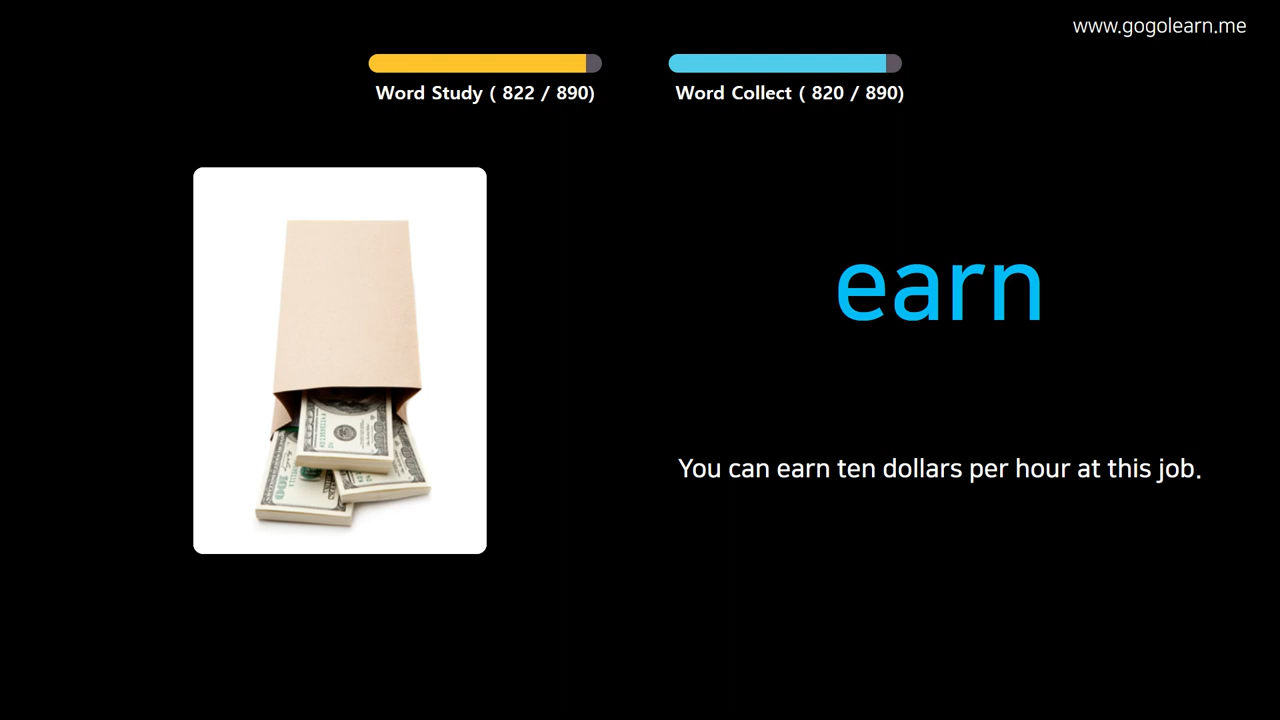 www.gogolearn.me
Word Study ( 822 / 890)
Word Collect ( 820 / 890)
earn
You can earn ten dollars per hour at this job.
100